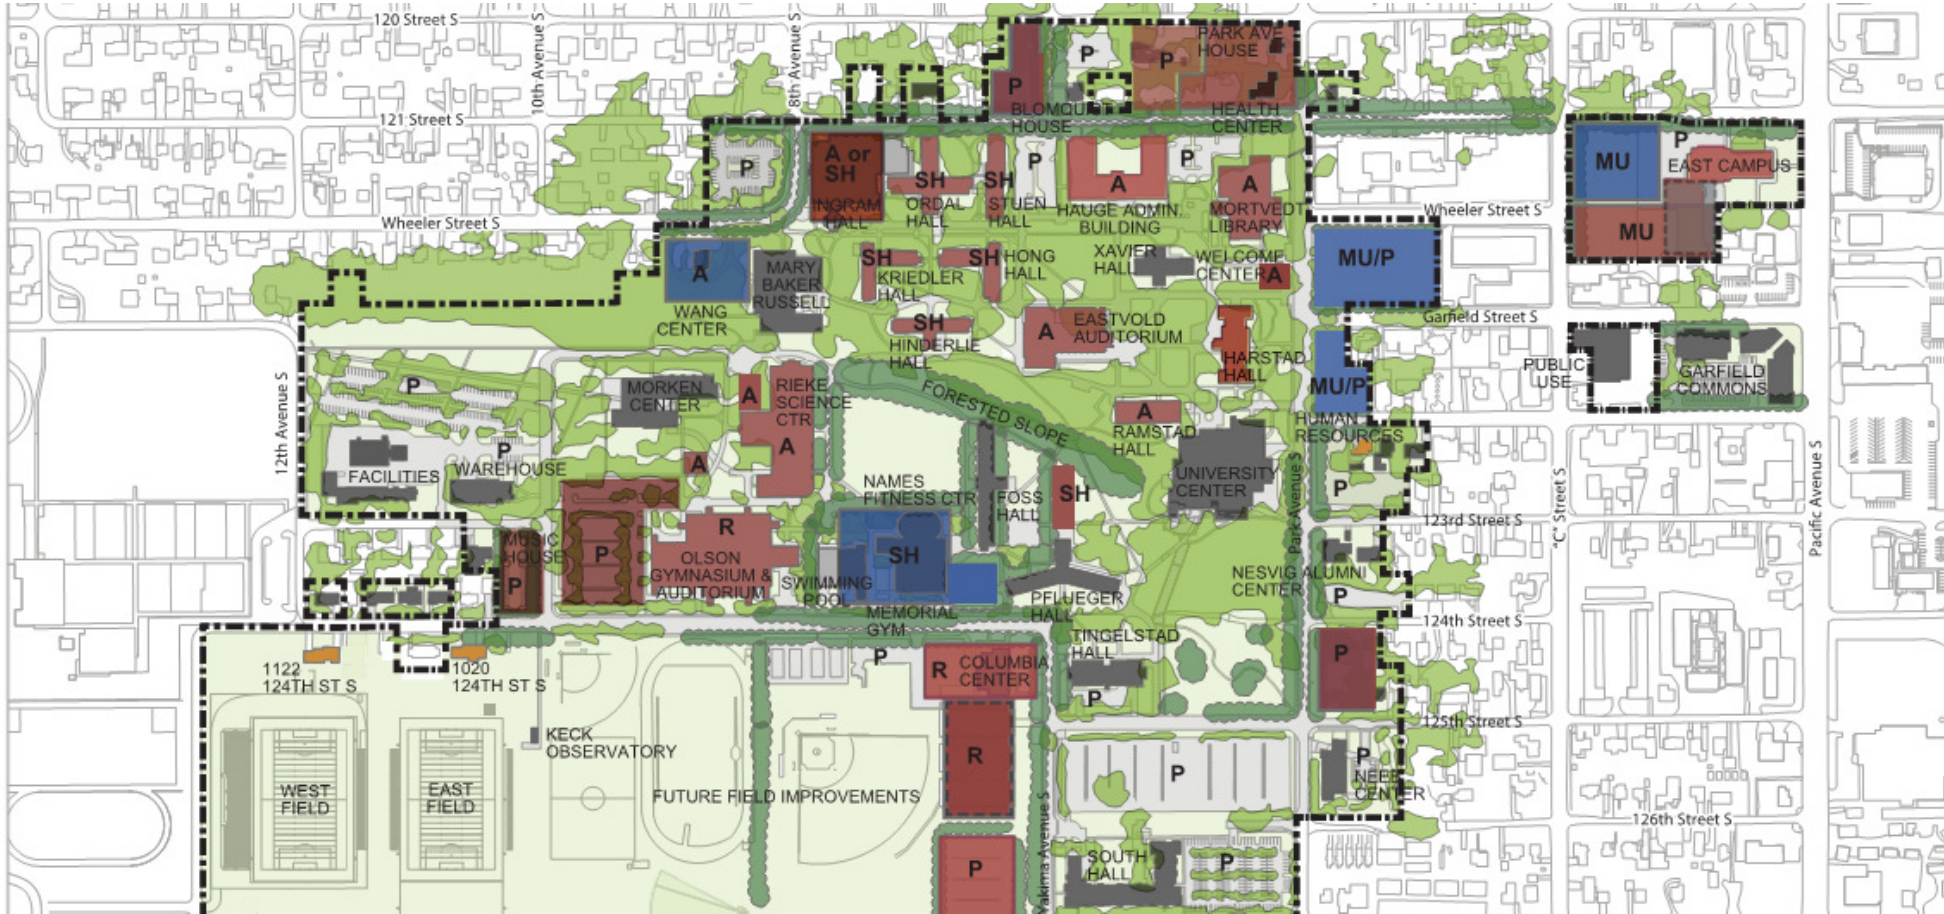 120 Street S
10th Avenue S
8th Avenue S
P
P
PARK AVE
HOUSE
P
BLOMQUI
HOUSE
HEALTH
CENTER
121 Street S
P
A or
SH
INGRAM
HALL
SH
ORDAL
HALL
SH
STUEN
HALL
P
A
HAUGE ADMIN.
BUILDING
P
A
MORTVEDT
LIBRARY
MU
P
EAST CAMPUS
MU
Wheeler Street S
Wheeler Street S
A
WANG
CENTER
MARY
BAKER
RUSSELL
SH
KRIEDLER
HALL
SH
HONG
HALL
XAVIER
HALL
WELCOME
CENTER
A
MU/P
SH
HINDERLIE
HALL
A
EASTVOLD
AUDITORIUM
HARSTAD
HALL
Garfield Street S
MU/P
HUMAN
RESOURCES
PUBLIC
USE
GARFIELD
COMMONS
12th Avenue S
P
MORKEN
CENTER
A
RIEKE
SCIENCE
CTR
A
A
FORESTED SLOPE
A
RAMSTAD
HALL
P
FACILITIES
WAREHOUSE
NAMES
FITNESS CTR
FOSS
HALL
SH
UNIVERSITY
CENTER
Park Avenue S
P
123rd Street S
"C" Street S
Pacific Avenue S
MUSIC
HOUSE
P
P
R
OLSON
GYMNASIUM &
AUDITORIUM
SWIMMING
POOL
SH
MEMORIAL
GYM
PFLUEGER
HALL
NESVIG ALUMNI
CENTER
P
124th Street S
1122
124TH ST S
1020
124TH ST S
P
R
COLUMBIA
CENTER
TINGELSTAD
HALL
P
P
125th Street S
KECK
OBSERVATORY
R
P
P
NEEB
CENTER
WEST
FIELD
EAST
FIELD
FUTURE FIELD IMPROVEMENTS
126th Street S
Yakima Avenue S
P
SOUTH
HALL
P